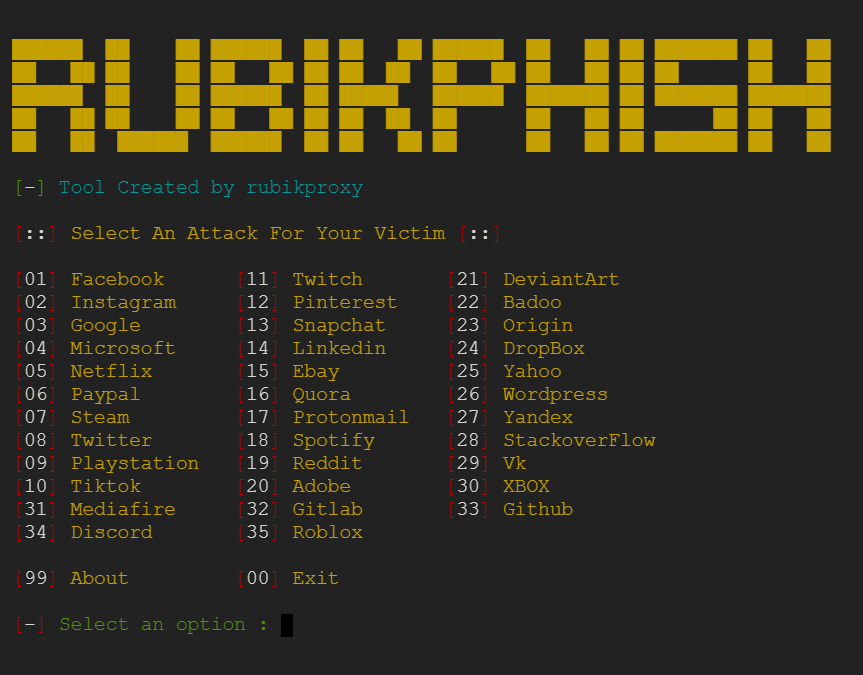 RUBIKPHISH
[-] Tool Created by rubikproxy
[::] Select An Attack For Your Victim [::]
[01] Facebook [11] Twitch [21] DeviantArt
[02] Instagram [12] Pinterest [22] Badoo
[03] Google [13] Snapchat [23] Origin
[04] Microsoft [14] Linkedin [24] DropBox
[05] Netflix [15] Ebay [25] Yahoo
[06] Paypal [16] Quora [26] Wordpress
[07] Steam [17] Protonmail [27] Yandex
[08] Twitter [18] Spotify [28] StackoverFlow
[09] Playstation [19] Reddit [29] Vk
[10] Tiktok [20] Adobe [30] XBOX
[31] Mediafire [32] Gitlab [33] Github
[34] Discord [35] Roblox
[99] About [00] Exit
[-] Select an option :